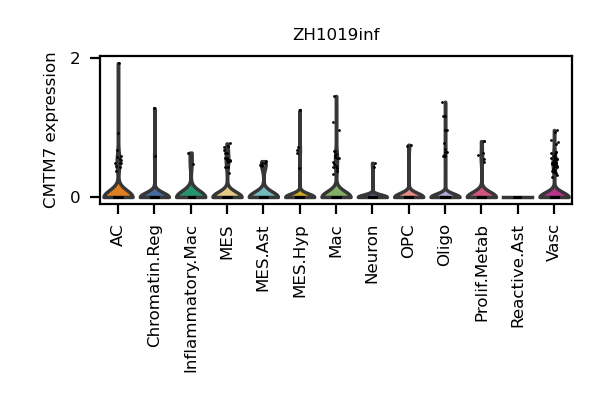 ZH1019inf
CMTM7 expression
2
0
AC
Chromatin.Reg
Inflammatory.Mac
MES
MES.Ast
MES.Hyp
Mac
Neuron
OPC
Oligo
Prolif.Metab
Reactive.Ast
Vasc